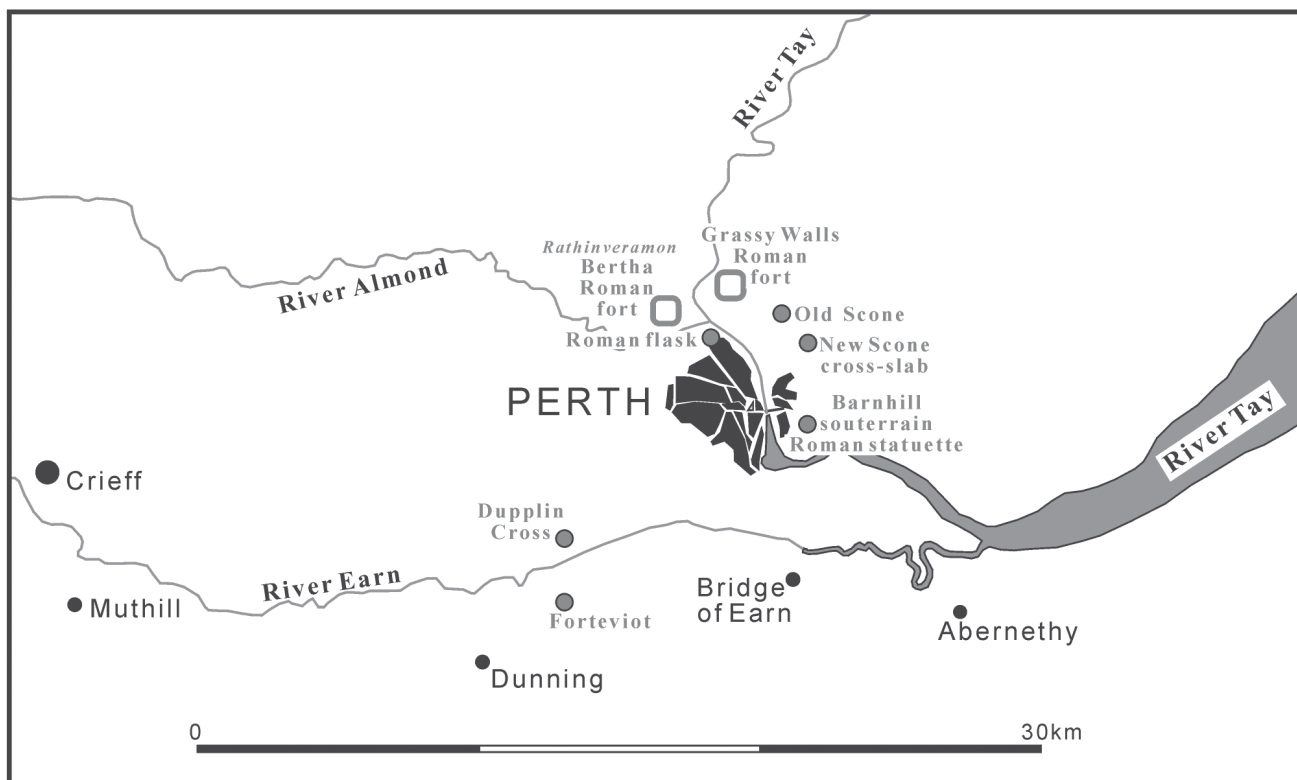 River Tay
Grassy Walls
Roman
fort
Rathinveramon
Bertha
Roman
fort
River Almond
Old Scone
Roman flask
New Scone
cross-slab
PERTH
Barnhill
souterrain
Roman statuette
River Tay
Crieff
Dupplin
Cross
River Earn
Bridge
of Earn
Muthill
Forteviot
Abernethy
Dunning
0 30km